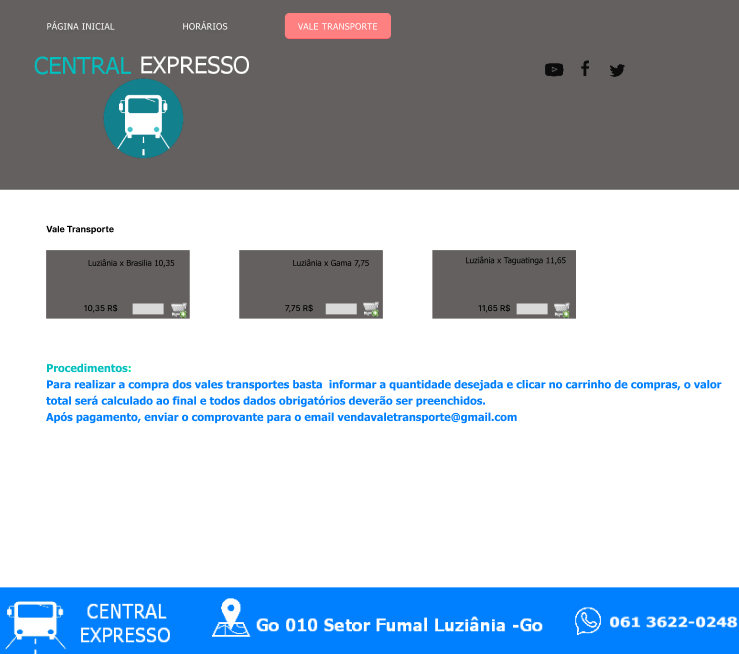 PÁGINA INICIAL
HORÁRIOS
VALE TRANSPORTE
CENTRAL EXPRESSO
Vale Transporte
Luziânia x Brasilia 10,35
10,35 R$
Luziânia x Gama 7,75
7,75 R$
Luziânia x Taguatinga 11,65
11,65 R$
Procedimentos:
Para realizar a compra dos vales transportes basta informar a quantidade desejada e clicar no carrinho de compras, o valor
total será calculado ao final e todos dados obrigatórios deverão ser preenchidos.
Após pagamento, enviar o comprovante para o email vendavaletransporte@gmail.com
CENTRAL
EXPRESSO
Go 010 Setor Fumal Luziânia -Go
061 3622-0248